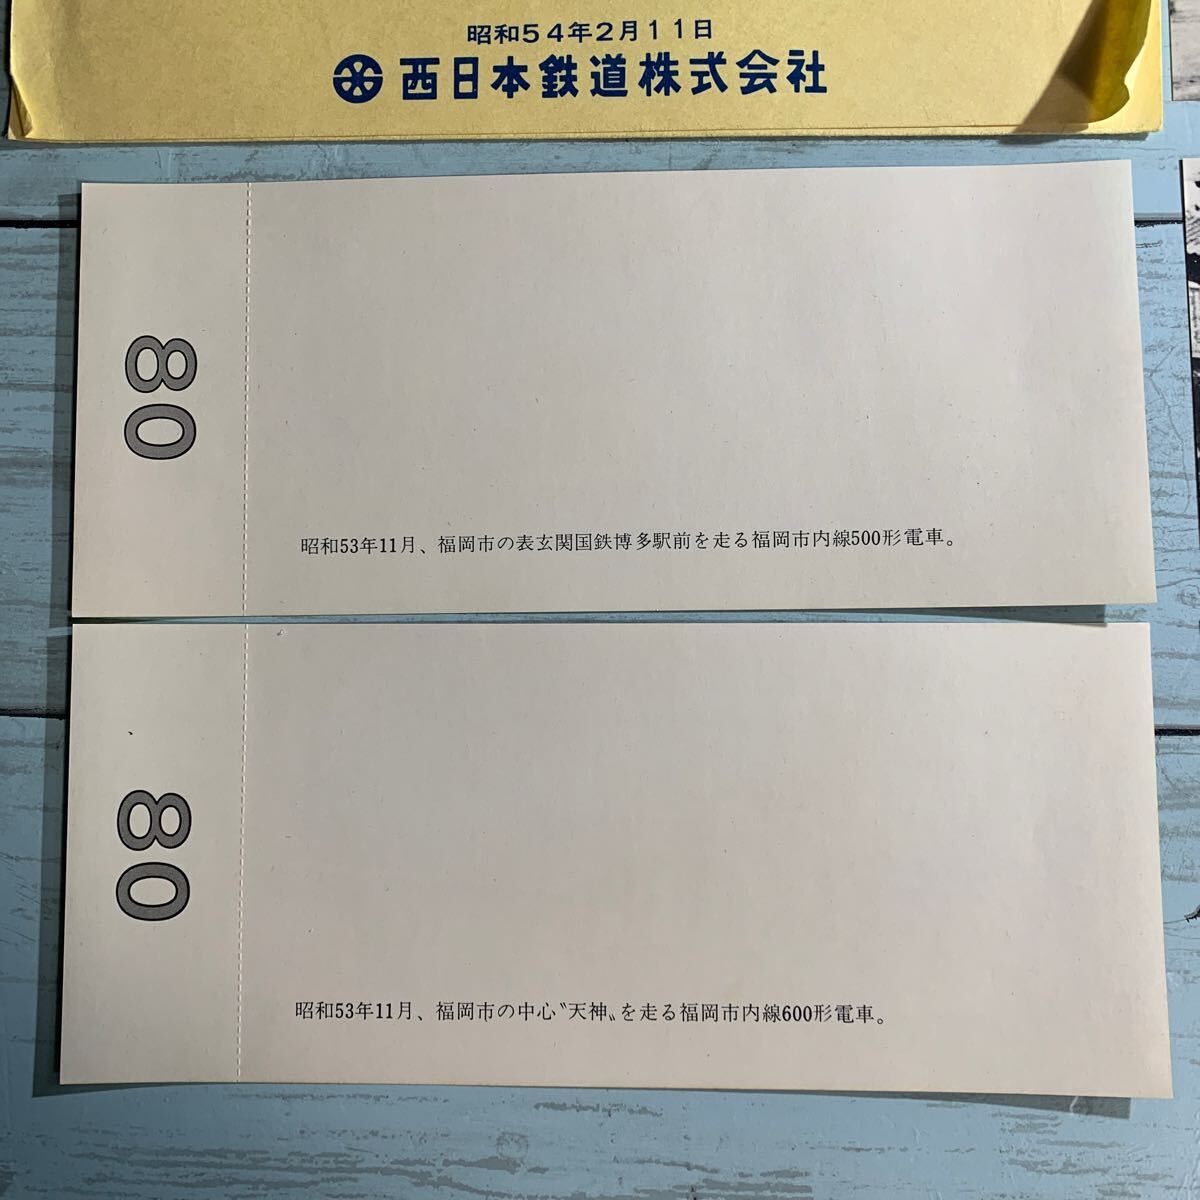 昭和54年2月11日
西日本鉄道株式会社
80
昭和53年11月、福岡市の表玄関国鉄博多駅前を走る福岡市内線500形電車。
80
昭和53年11月、福岡市の中心〝天神〟を走る福岡市内線600形電車。